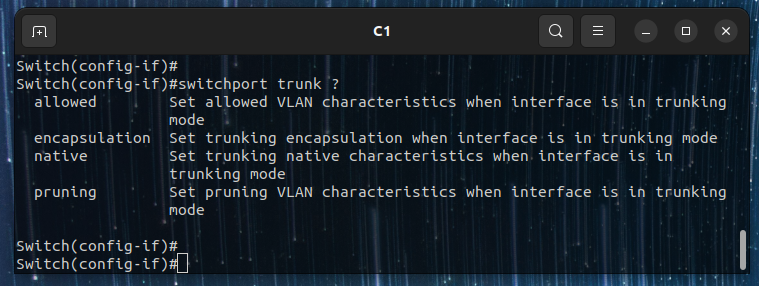 C1
Switch(config-if)#
Switch(config-if)#switchport trunk ?
  allowed        Set allowed VLAN characteristics when interface is in trunking
                 mode
  encapsulation  Set trunking encapsulation when interface is in trunking mode
  native         Set trunking native characteristics when interface is in
                 trunking mode
  pruning        Set pruning VLAN characteristics when interface is in trunking
                 mode
Switch(config-if)#
Switch(config-if)#